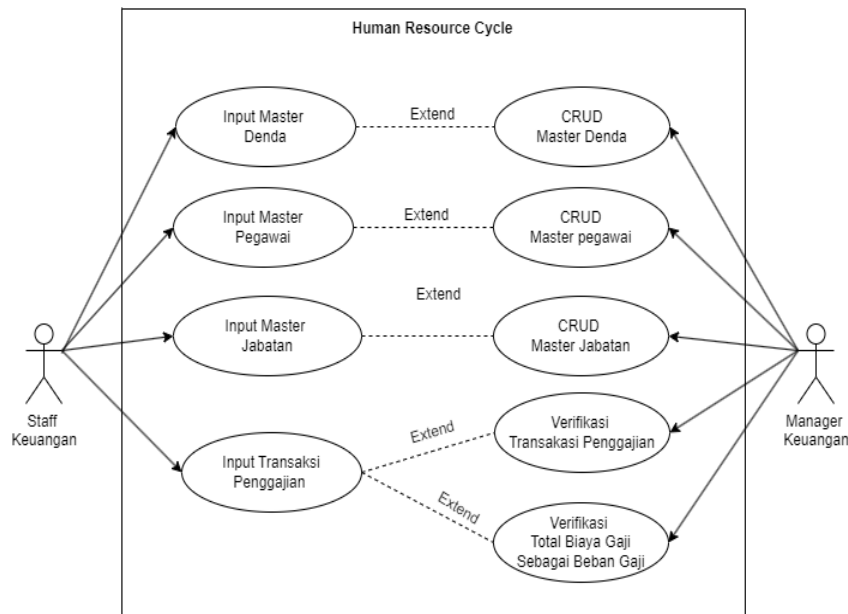 Human Resource Cycle
Input Master
Denda
Extend
CRUD
Master Denda
Input Master
Pegawai
Extend
CRUD
Master pegawai
Extend
Input Master
Jabatan
CRUD
Master Jabatan
Staff
Keuangan
Manager
Keuangan
Input Transaksi
Penggajian
Extend
Verifikasi
Transakasi Penggajian
Extend
Verifikasi
Total Biaya Gaji
Sebagai Beban Gaji